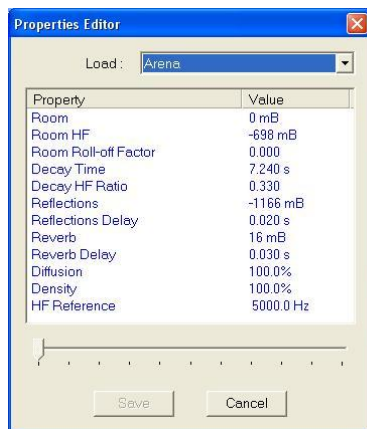 Properties Editor
Load : Arena
Property Value
Room 0 mB
Room HF -698 mB
Room Roll-off Factor 0.000
Decay Time 7.240 s
Decay HF Ratio 0.330
Reflections -1166 mB
Reflections Delay 0.020 s
Reverb 16 mB
Reverb Delay 0.030 s
Diffusion 100.0%
Density 100.0%
HF Reference 5000.0 Hz
Save Cancel